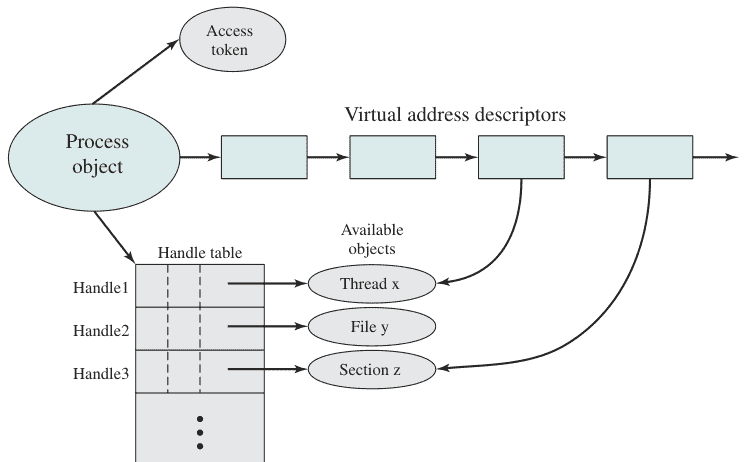 Access
token
Virtual address descriptors
Process
object
Available
objects
Handle table
Handle1
Thread x
Handle2
File y
Handle3
Section z